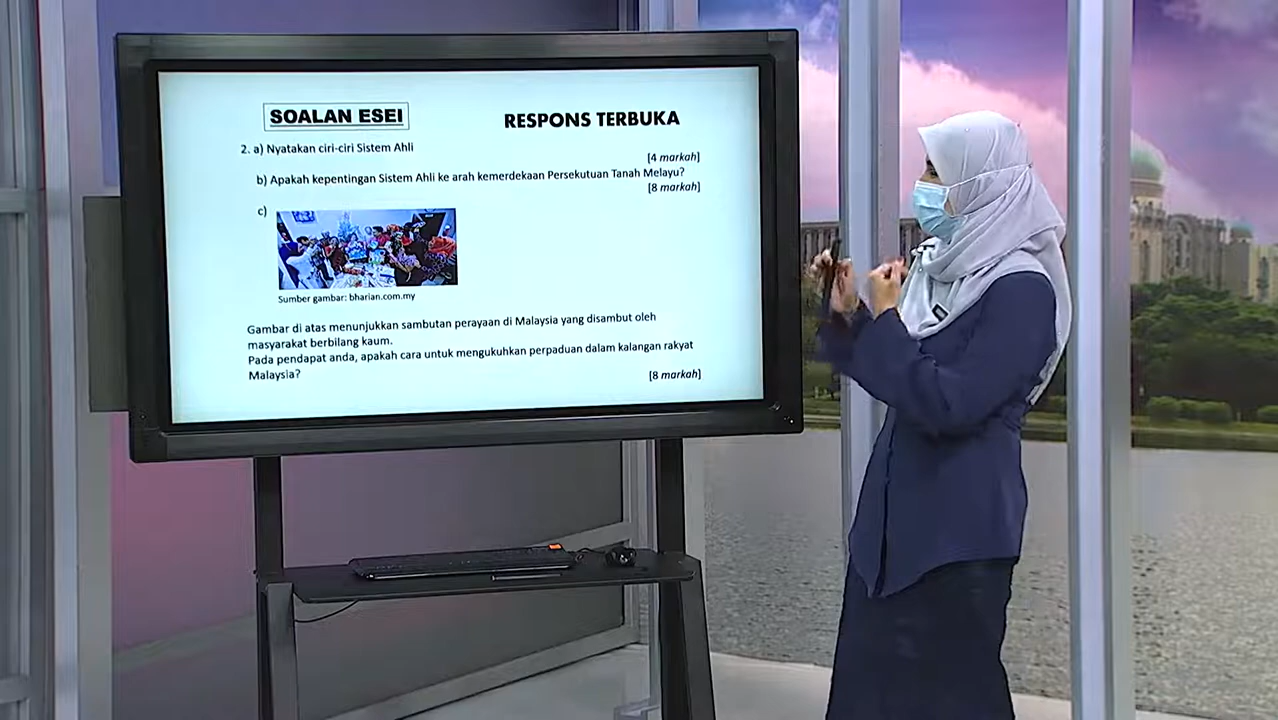 SOALAN ESEI
RESPONS TERBUKA
2. a) Nyatakan ciri-ciri Sistem Ahli
[4 markah]
b) Apakah kepentingan Sistem Ahli ke arah kemerdekaan Persekutuan Tanah Melayu?
[8 markah]
c)
Sumber gambar: bharian.com.my
Gambar di atas menunjukkan sambutan perayaan di Malaysia yang disambut oleh
masyarakat berbilang kaum.
Pada pendapat anda, apakah cara untuk mengukuhkan perpaduan dalam kalangan rakyat
Malaysia?
[8 markah]